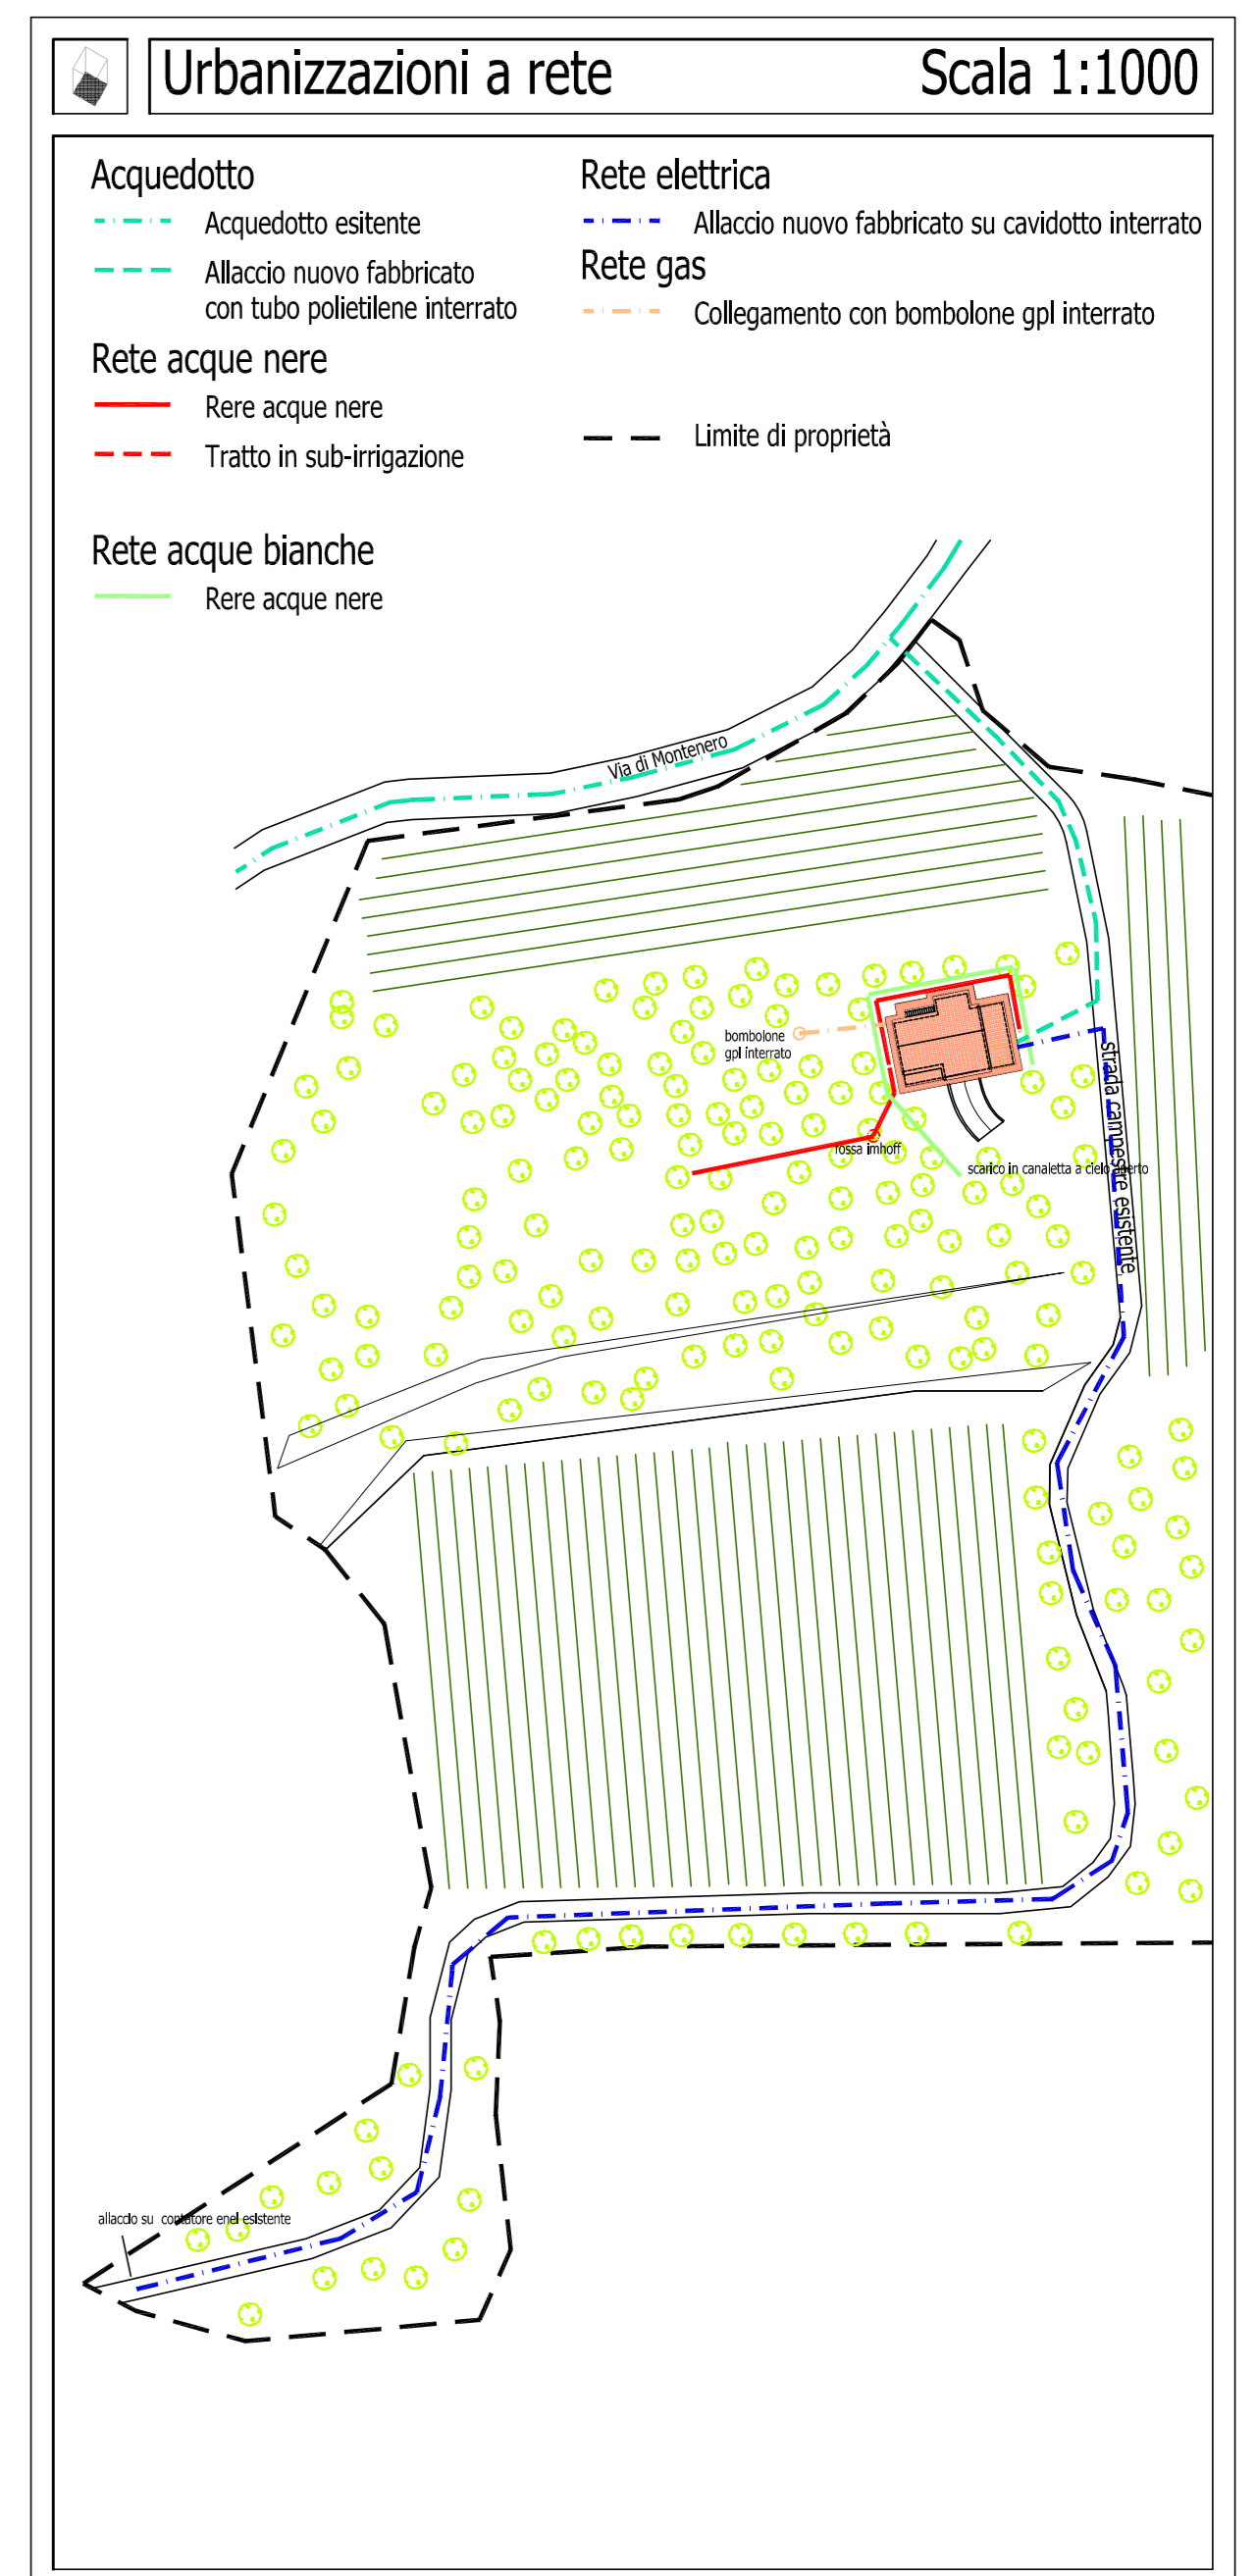 Urbanizzazioni a rete
Scala 1:1000
Acquedotto
Acquedotto esitente
Allaccio nuovo fabbricato
con tubo polietilene interrato
Rete acque nere
Rere acque nere
Tratto in sub-irrigazione
Rete acque bianche
Rere acque nere
Rete elettrica
Allaccio nuovo fabbricato su cavidotto interrato
Rete gas
Collegamento con bombolone gpl interrato
Limite di proprietà
Via di Montenero
bombolone
gpl interrato
rossa imhoff
scarico in canaletta a cielo aperto
strada campestre esistente
allaccio su contatore enel esistente